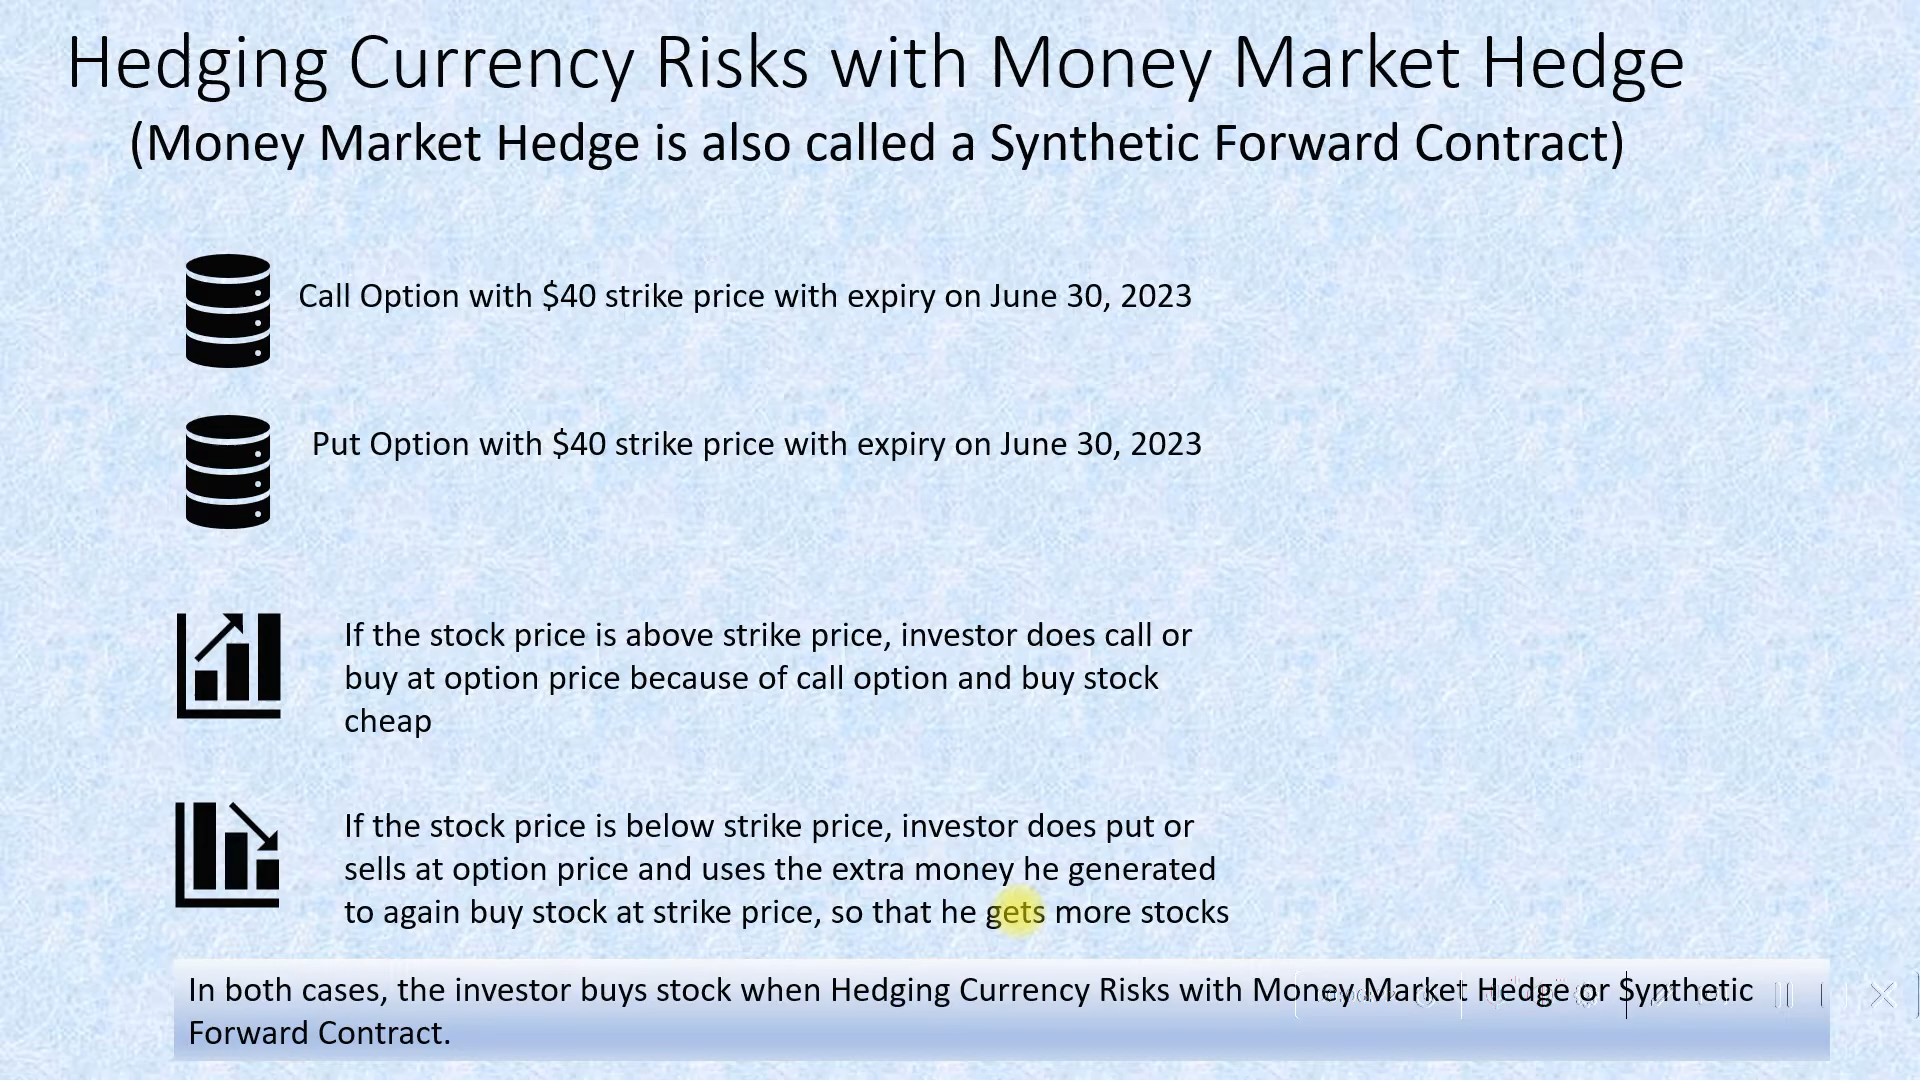 Hedging Currency Risks with Money Market Hedge
(Money Market Hedge is also called a Synthetic Forward Contract)
Call Option with $40 strike price with expiry on June 30, 2023
Put Option with $40 strike price with expiry on June 30, 2023
If the stock price is above strike price, investor does call or
buy at option price because of call option and buy stock
cheap
If the stock price is below strike price, investor does put or
sells at option price and uses the extra money he generated
to again buy stock at strike price, so that he gets more stocks
In both cases, the investor buys stock when Hedging Currency Risks with Money Market Hedge or Synthetic
Forward Contract.